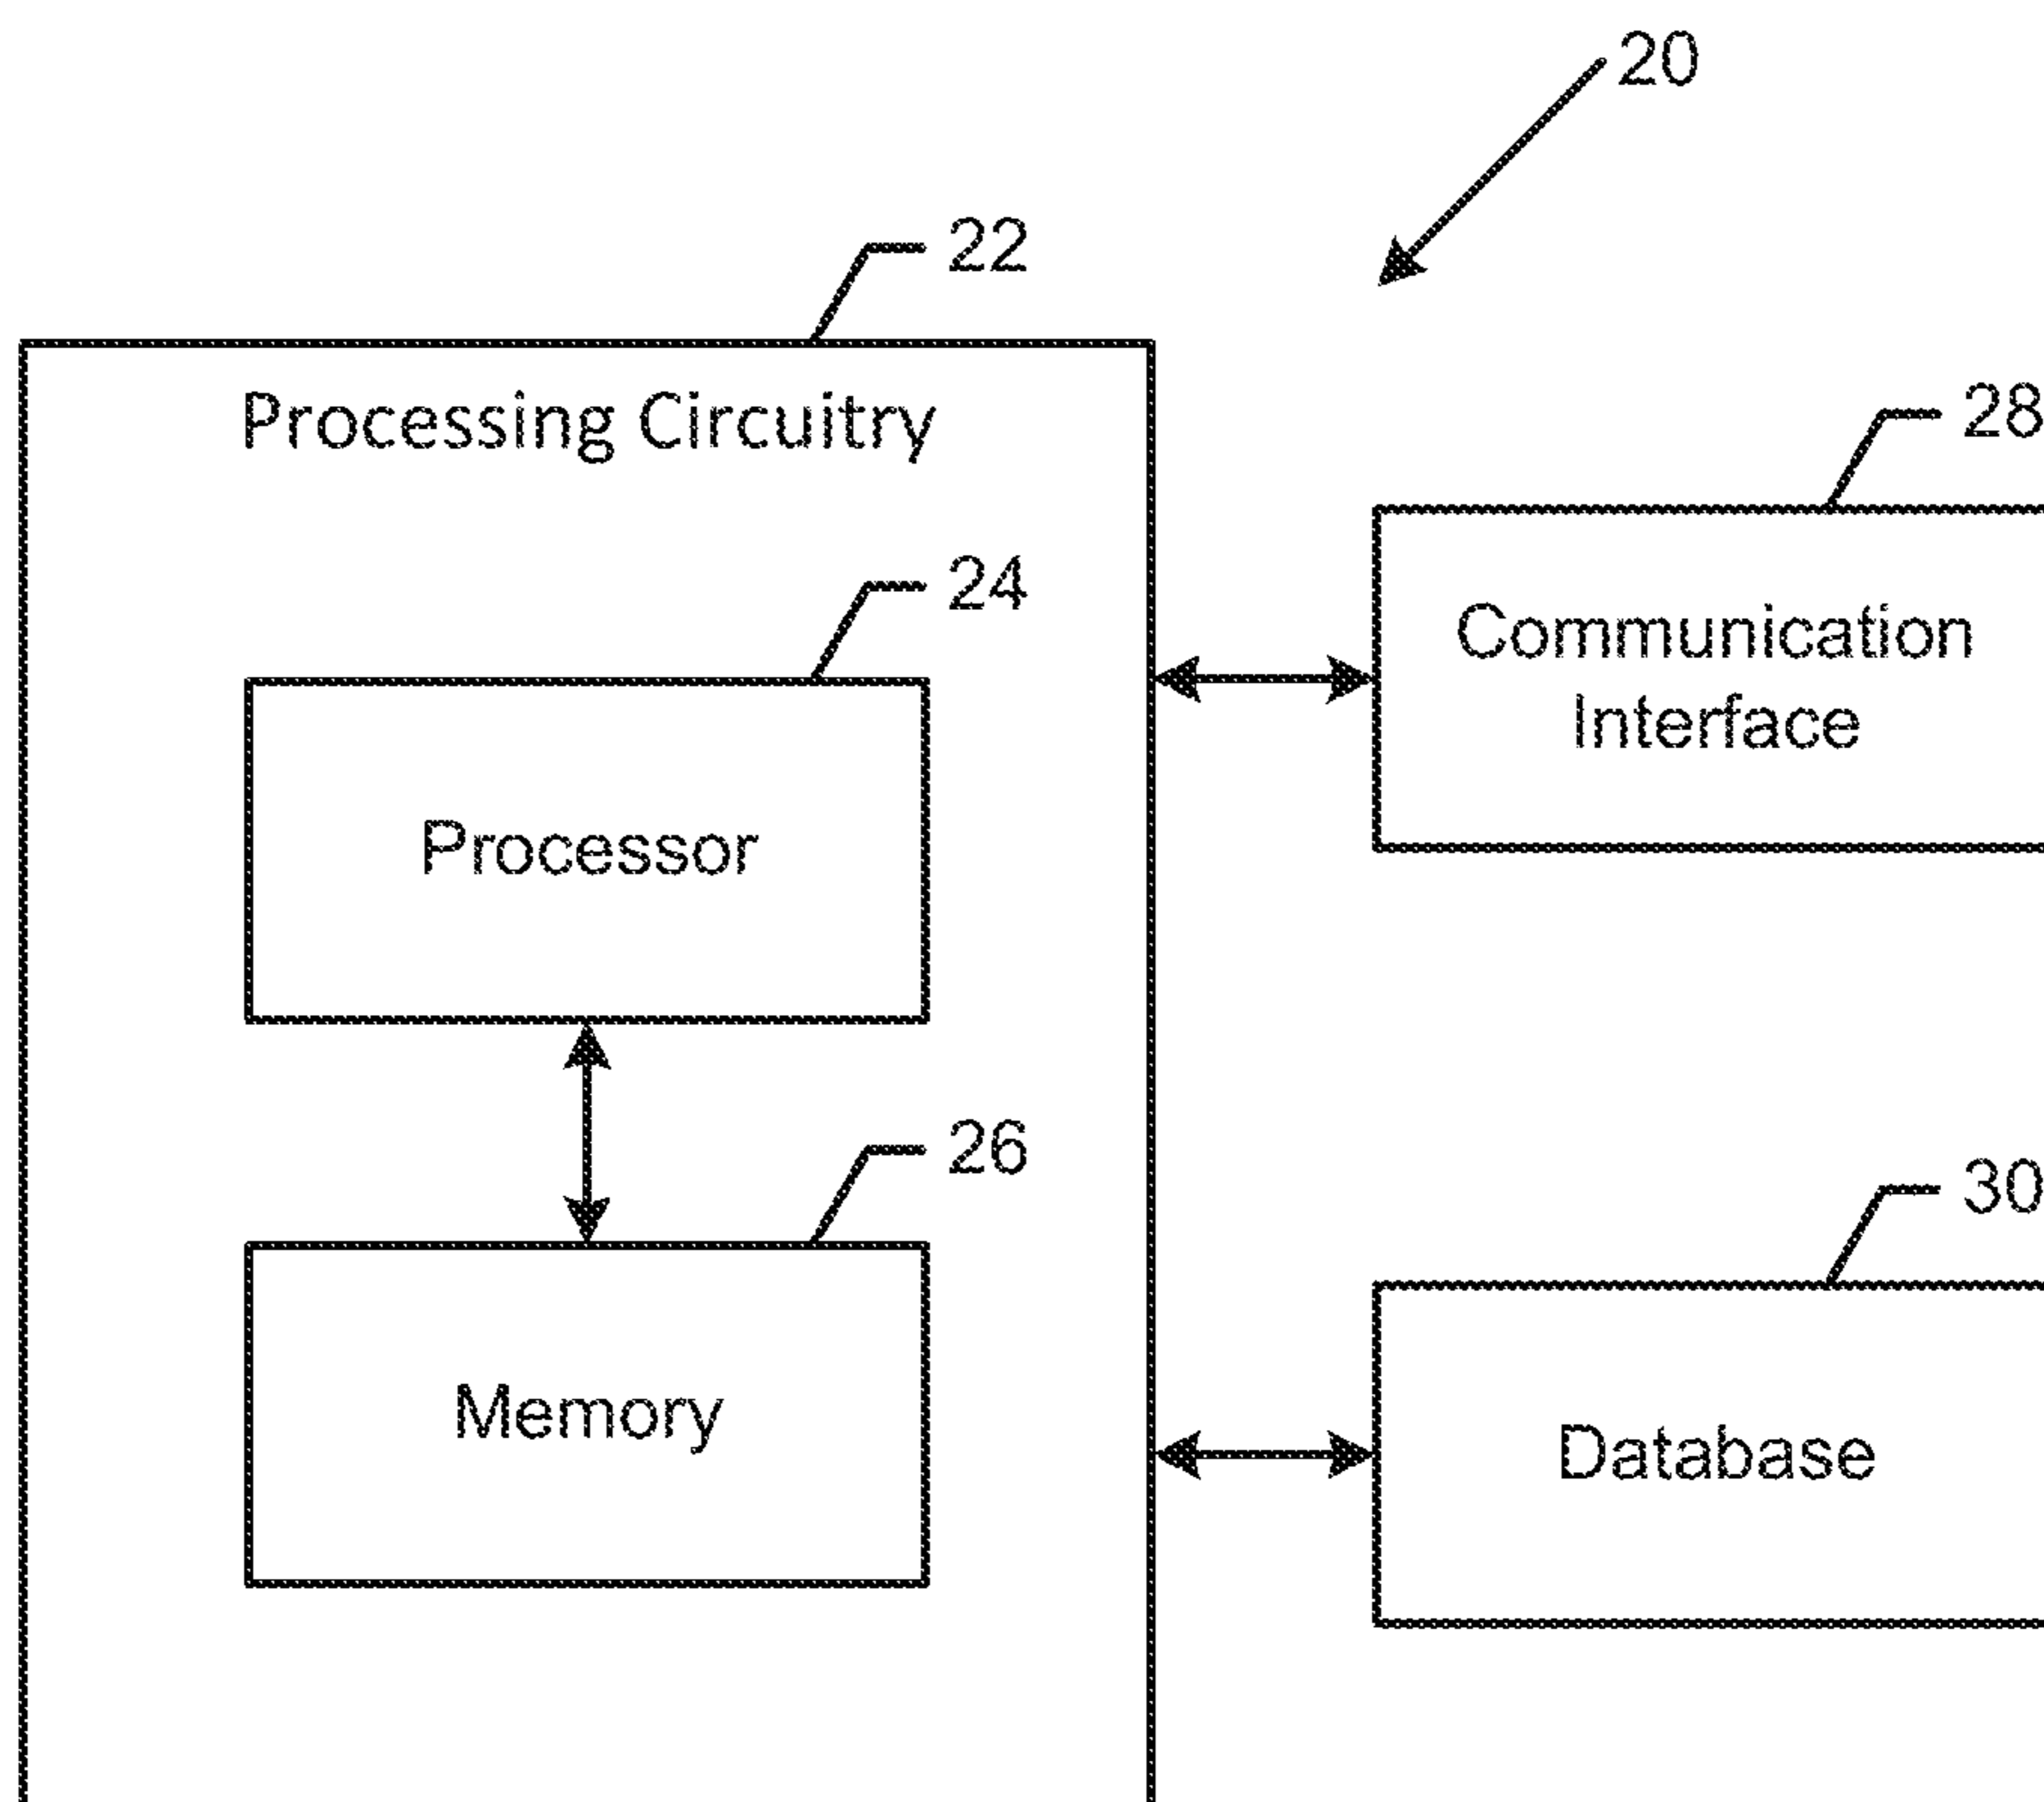 20
22
Processing Circuitry
28
24
Communication
Interface
Processor
26
30
Memory
Database